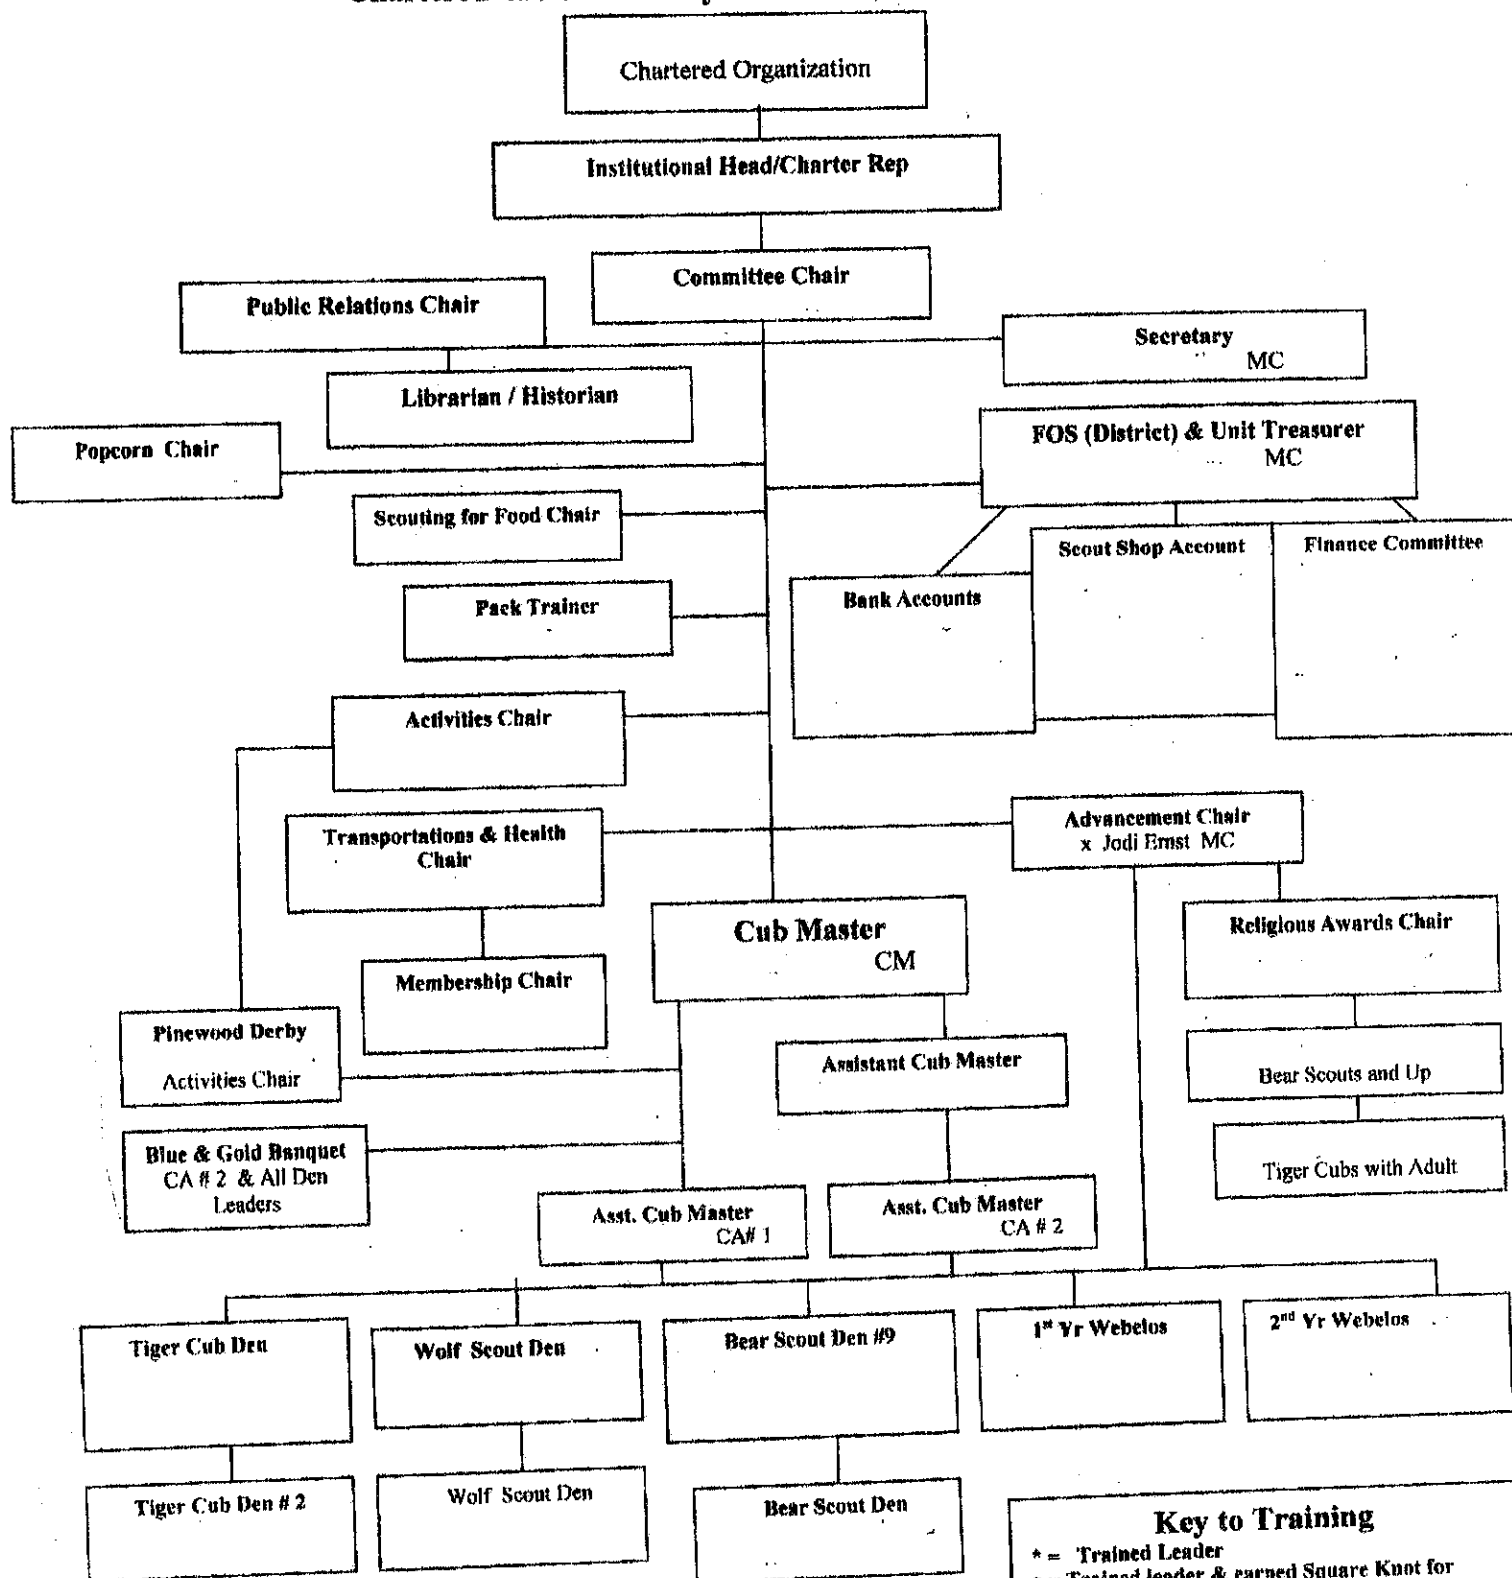 Chartered Organization
Institutional Head/Charter Rep
Committee Chair
Public Relations Chair
Secretary
MC
Librarian / Historian
FOS (District) & Unit Treasurer
MC
Popcorn Chair
Scouting for Food Chair
Scout Shop Account
Finance Committee
Pack Trainer
Bank Accounts
Activities Chair
Transportations & Health
Chair
Advancement Chair
x Jodi Ernst MC
Cub Master
CM
Religious Awards Chair
Membership Chair
Pinewood Derby
Activities Chair
Assistant Cub Master
Bear Scouts and Up
Blue & Gold Banquet
CA # 2 & All Den
Leaders
Tiger Cubs with Adult
Asst. Cub Master
CA# 1
Asst. Cub Master
CA # 2
Tiger Cub Den
Wolf Scout Den
Bear Scout Den #9
1st Yr Webelos
2nd Yr Webelos
Tiger Cub Den # 2
Wolf Scout Den
Bear Scout Den
Key to Training
* = Trained Leader
Trained leader & earned Square Knot for